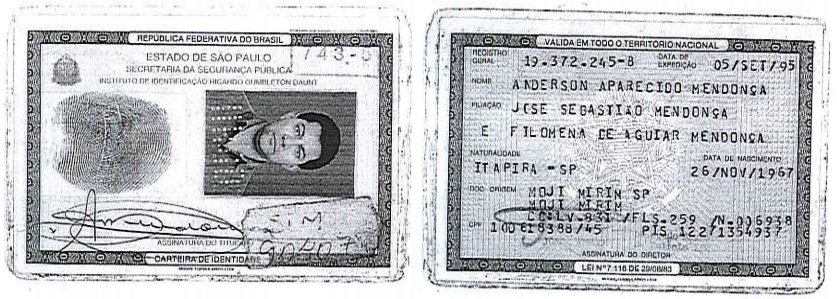 REPÚBLICA FEDERATIVA DO BRASIL
ESTADO DE SÃO PAULO
SECRETARIA DA SEGURANÇA PÚBLICA
INSTITUTO DE IDENTIFICAÇÃO RICARDO GUMBLETON DAUNT
ASSINATURA DO TITULAR
CARTEIRA DE IDENTIDADE
VALIDA EM TODO O TERRITÓRIO NACIONAL
REGISTRO GERAL 19.372.245-8 DATA DE EXPEDIÇÃO 05/SET/95
NOME ANDERSON APARECIDO MENDONÇA
FILIAÇÃO JOSE SEBASTIÃO MENDONÇA
E FILOMENA DE AGUIAR MENDONÇA
NATURALIDADE DATA DE NASCIMENTO
ITAPIRA - SP 26/NOV/1967
DOC ORIGEM MOJI MIRIM SP
MOJI MIRIM
/FLS.259 /N.006938
CPF PIS
ASSINATURA DO DIRETOR
LEI Nº 7.116 DE 29/08/83